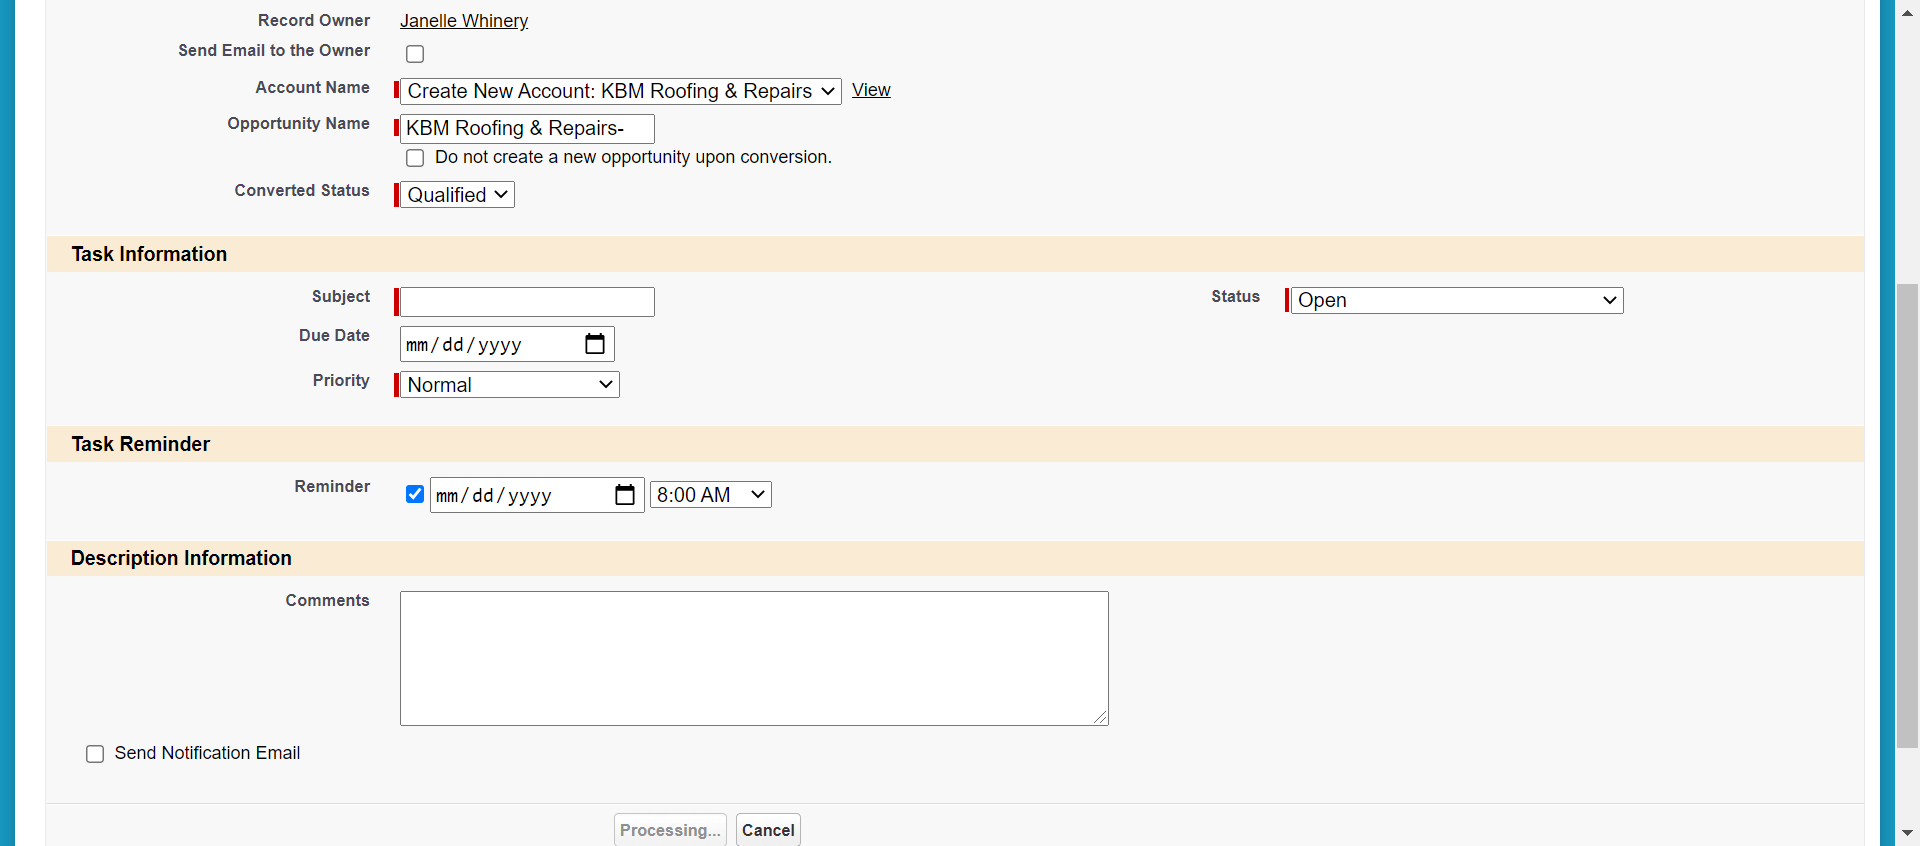 Record Owner Janelle Whinery
Send Email to the Owner
Account Name Create New Account: KBM Roofing & Repairs View
Opportunity Name KBM Roofing & Repairs-
Do not create a new opportunity upon conversion.
Converted Status Qualified
Task Information
Subject Status Open
Due Date mm/dd/yyyy
Priority Normal
Task Reminder
Reminder mm/dd/yyyy 8:00 AM
Description Information
Comments
Send Notification Email
Processing... Cancel